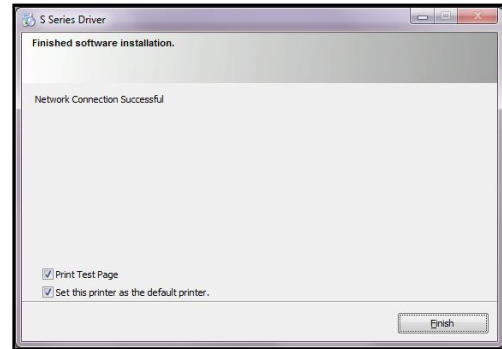 S Series Driver
Finished software installation.
Network Connection Successful
Print Test Page
Set this printer as the default printer.
Finish